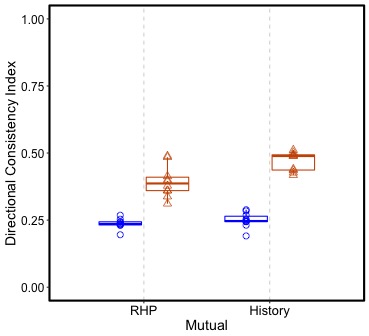 Directional Consistency Index
1.00
0.75
0.50
0.25
0.00
RHP History
Mutual